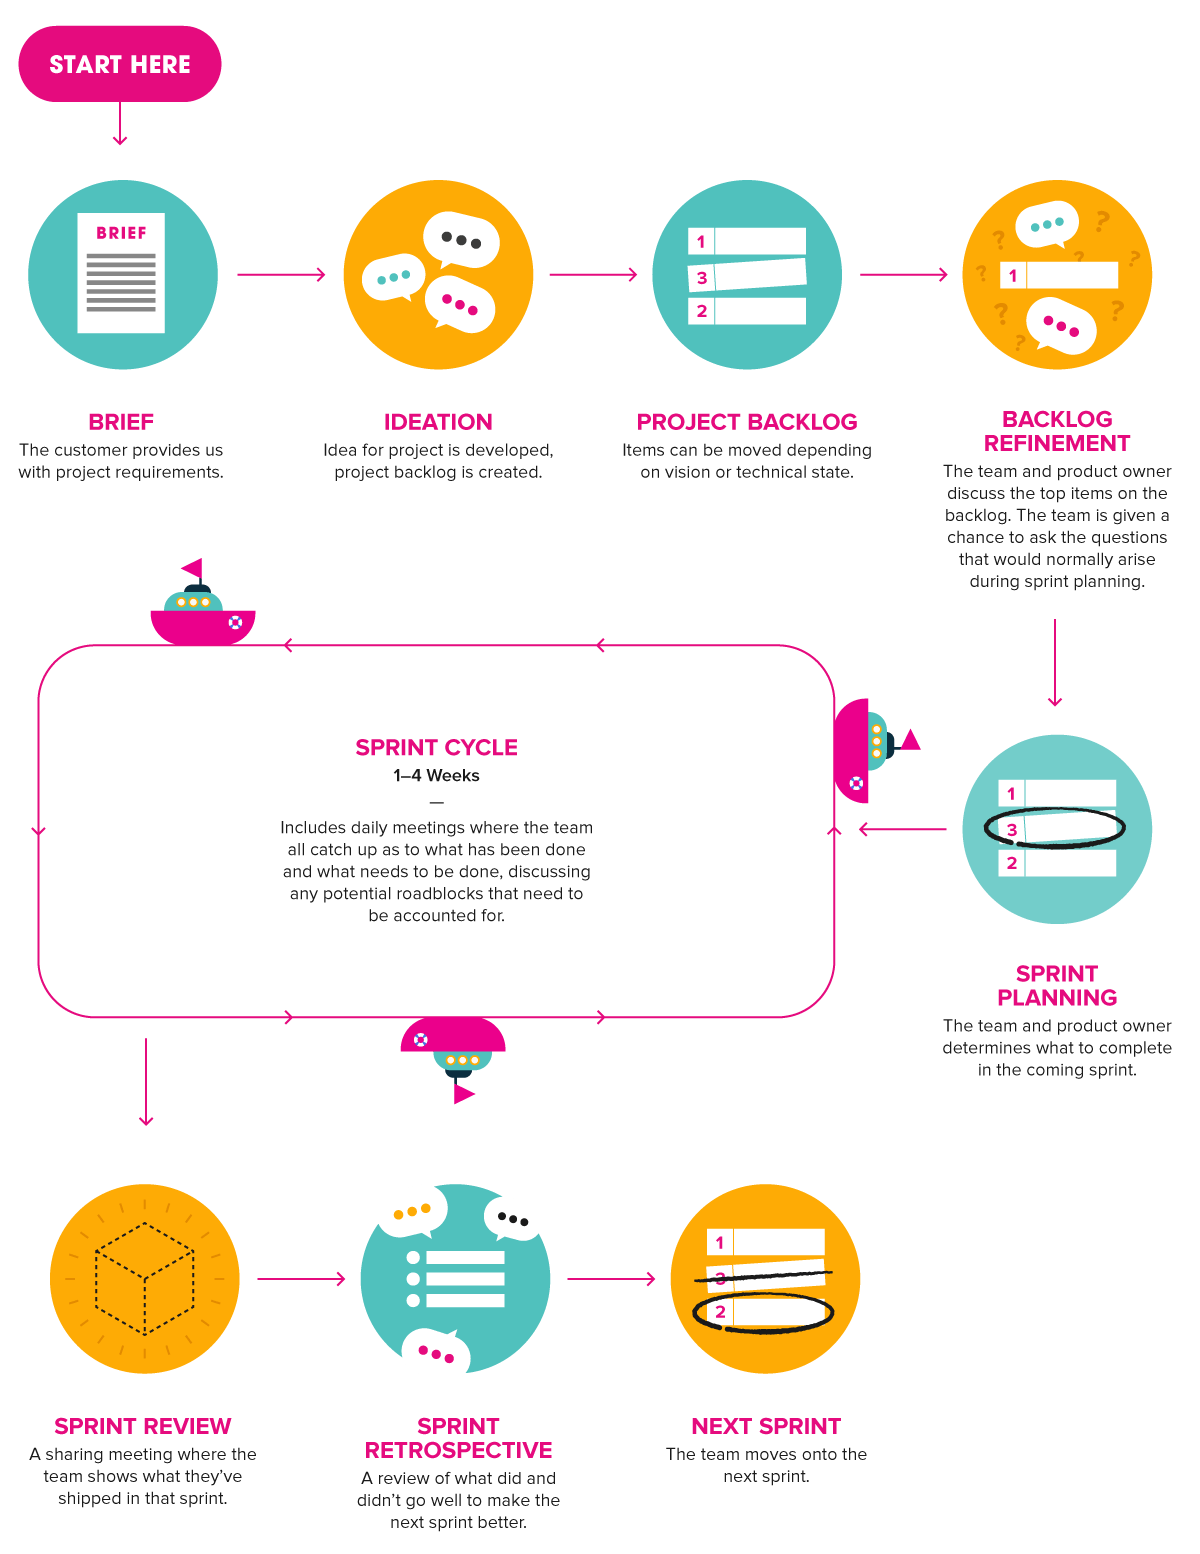 START HERE
BRIEF
1
3
2
1
BRIEF
The customer provides us
with project requirements.
IDEATION
Idea for project is developed,
project backlog is created.
PROJECT BACKLOG
Items can be moved depending
on vision or technical state.
BACKLOG
REFINEMENT
The team and product owner
discuss the top items on the
backlog. The team is given a
chance to ask the questions
that would normally arise
during sprint planning.
? ? ? ? ? ? ? ?
SPRINT CYCLE
1–4 Weeks
—
Includes daily meetings where the team
all catch up as to what has been done
and what needs to be done, discussing
any potential roadblocks that need to
be accounted for.
1
3
2
SPRINT
PLANNING
The team and product owner
determines what to complete
in the coming sprint.
1
3
2
SPRINT REVIEW
A sharing meeting where the
team shows what they’ve
shipped in that sprint.
SPRINT
RETROSPECTIVE
A review of what did and
didn’t go well to make the
next sprint better.
NEXT SPRINT
The team moves onto the
next sprint.